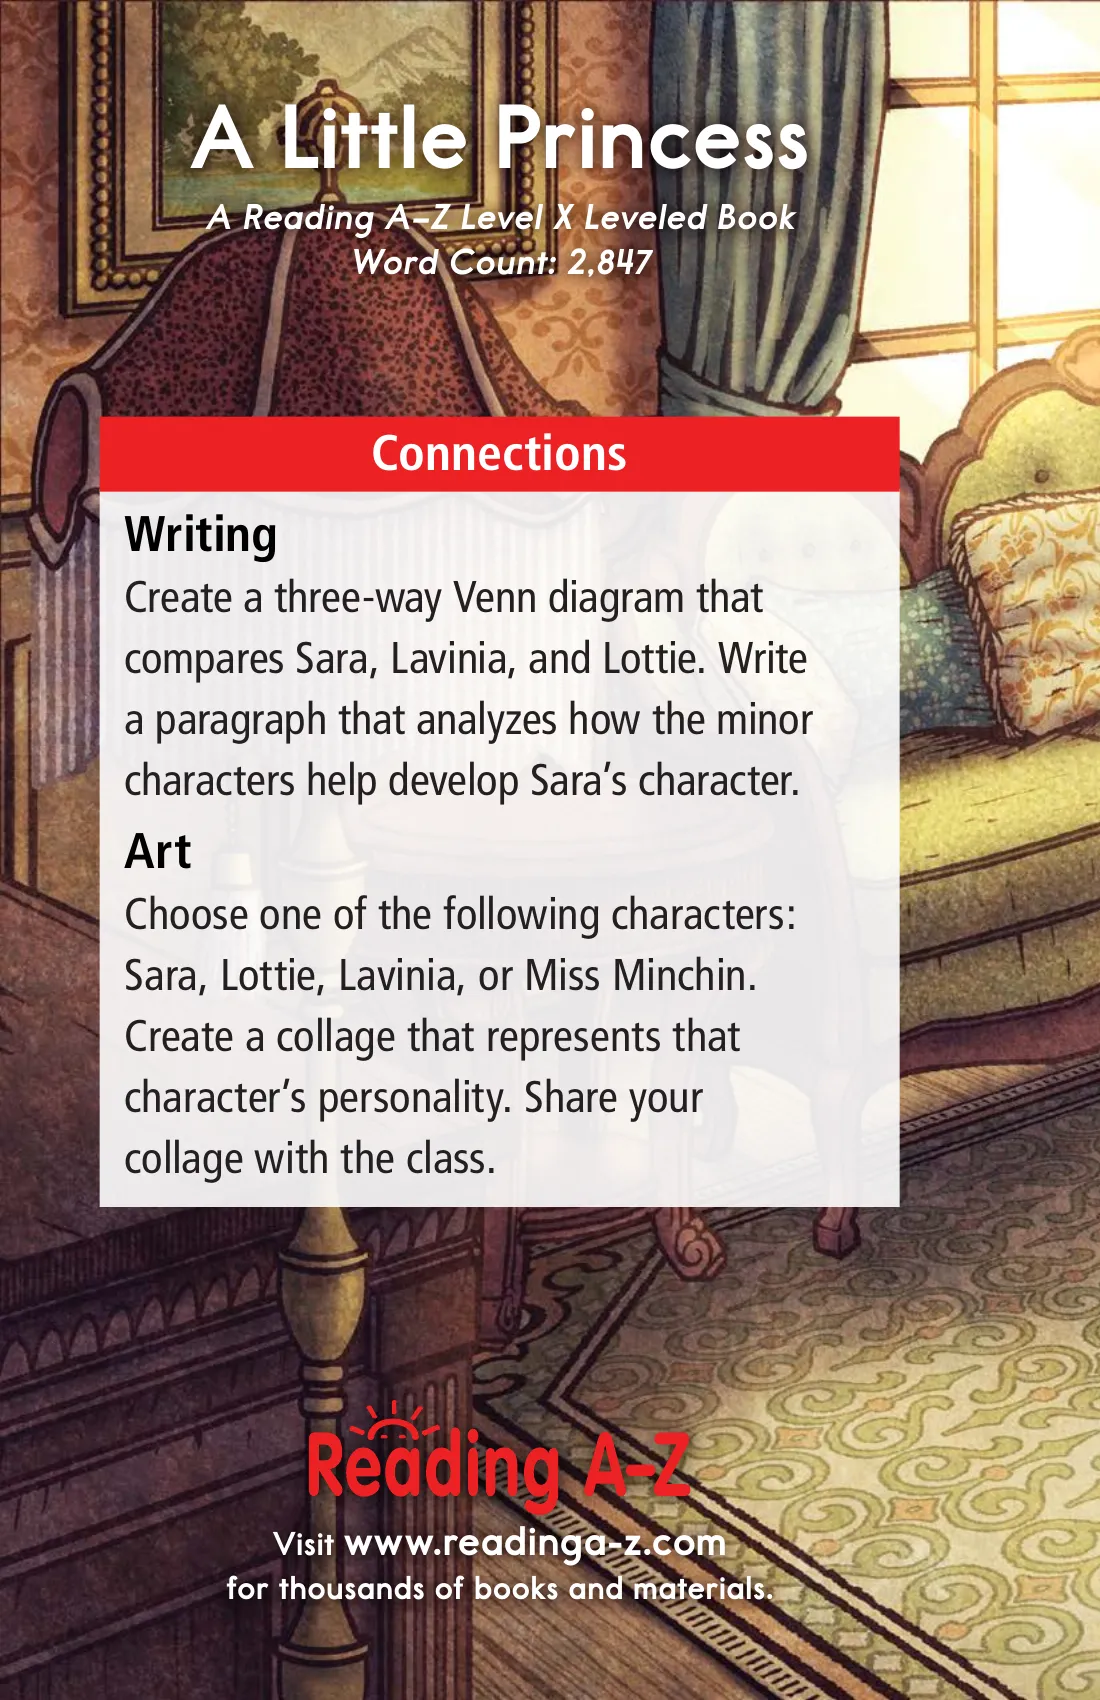 A Little Princess
A Reading A–Z Level X Leveled Book
Word Count: 2,847
Connections
Writing
Create a three-way Venn diagram that
compares Sara, Lavinia, and Lottie. Write
a paragraph that analyzes how the minor
characters help develop Sara's character.
Art
Choose one of the following characters:
Sara, Lottie, Lavinia, or Miss Minchin.
Create a collage that represents that
character's personality. Share your
collage with the class.
Reading A–Z
Visit www.readinga-z.com
for thousands of books and materials.